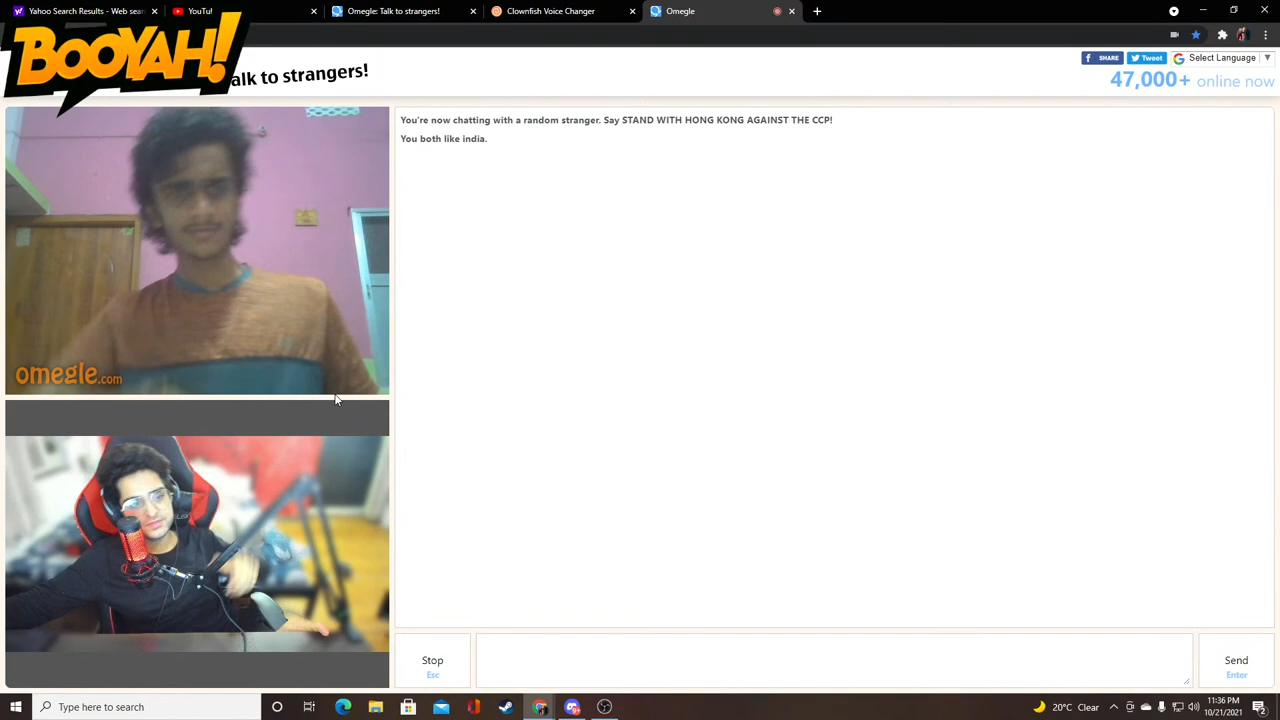 Yahoo Search - Web sear
YouTu
Omegle: Talk to strangers!
Clownfish Voice Changer
Omegle
BOOYAH!
alk to strangers!
SHARE
Tweet
Select Language
47,000+ online now
You're now chatting with a random stranger. Say STAND WITH HONG KONG AGAINST THE CCP!
You both like india.
omegle.com
Stop
Esc
Send
Enter
Type here to search
20°C Clear
11:36 PM
10/21/2021
2